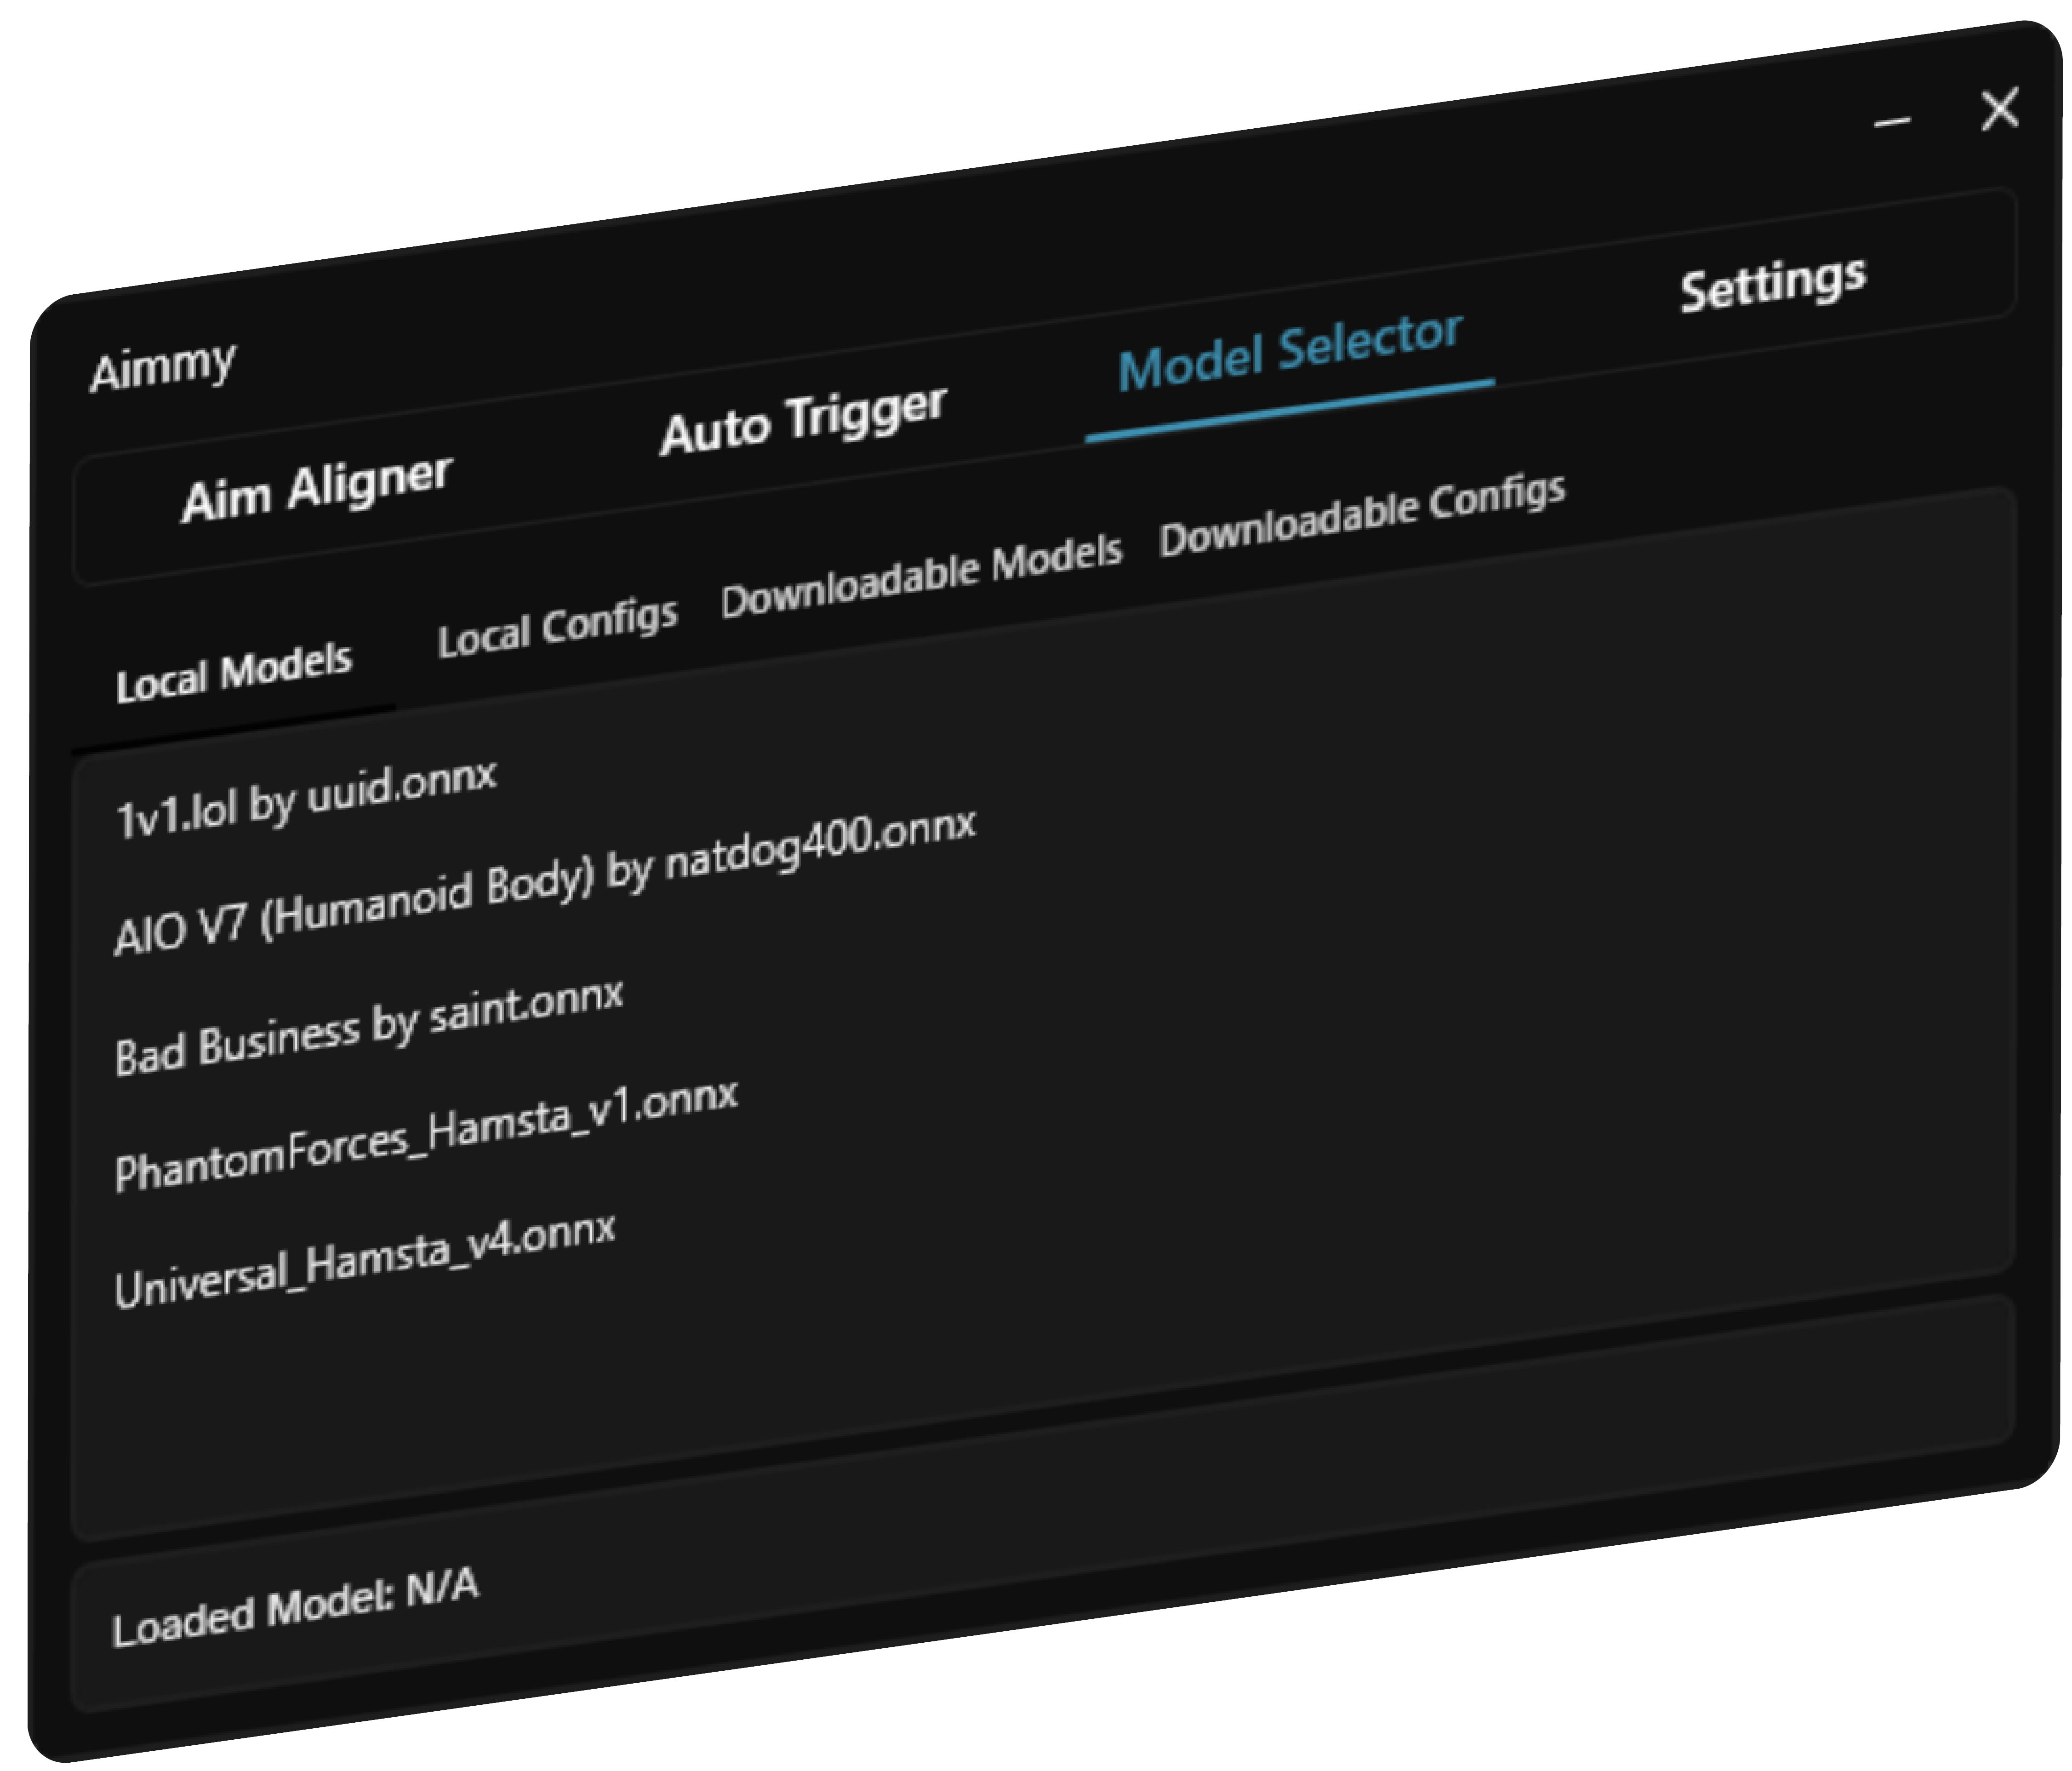 Aimmy
Aim Aligner
Auto Trigger
Model Selector
Settings
Local Models
Local Configs
Downloadable Models
Downloadable Configs
1v1.lol by uuid.onnx
AIO V7 (Humanoid Body) by natdog400.onnx
Bad Business by saint.onnx
PhantomForces_Hamsta_v1.onnx
Universal_Hamsta_v4.onnx
Loaded Model: N/A